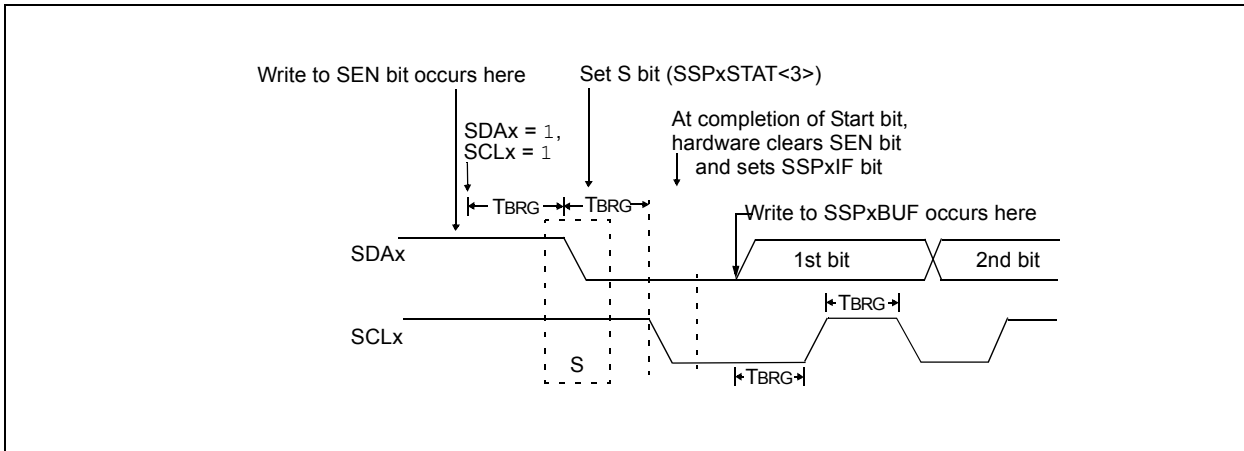 Write to SEN bit occurs here
Set S bit (SSPxSTAT<3>)
SDAx = 1,
SCLx = 1
At completion of Start bit,
hardware clears SEN bit
and sets SSPxIF bit
TBRG
TBRG
Write to SSPxBUF occurs here
SDAx
1st bit
2nd bit
TBRG
SCLx
S
TBRG